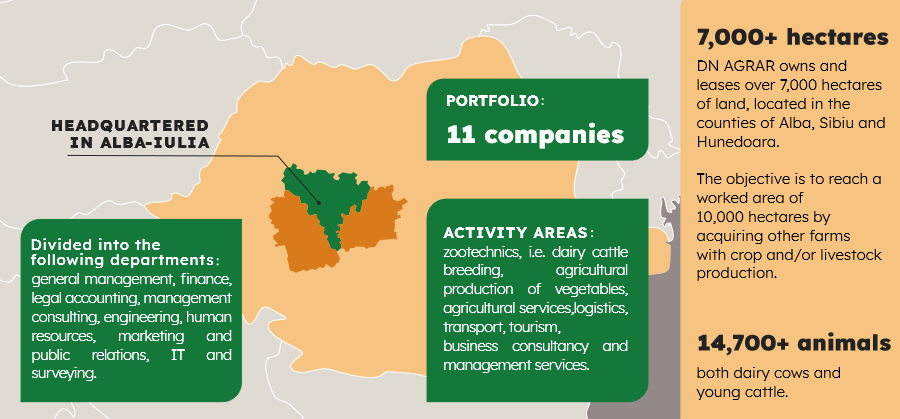 HEADQUARTERED
IN ALBA-IULIA
Divided into the
following departments:
general management, finance,
legal accounting, management
consulting, engineering, human
resources, marketing and
public relations, IT and
surveying.
PORTFOLIO:
11 companies
ACTIVITY AREAS:
zootechnics, i.e. dairy cattle
breeding, agricultural
production of vegetables,
agricultural services,logistics,
transport, tourism,
business consultancy and
management services.
7,000+ hectares
DN AGRAR owns and
leases over 7,000 hectares
of land, located in the
counties of Alba, Sibiu and
Hunedoara.
The objective is to reach a
worked area of
10,000 hectares by
acquiring other farms
with crop and/or livestock
production.
14,700+ animals
both dairy cows and
young cattle.